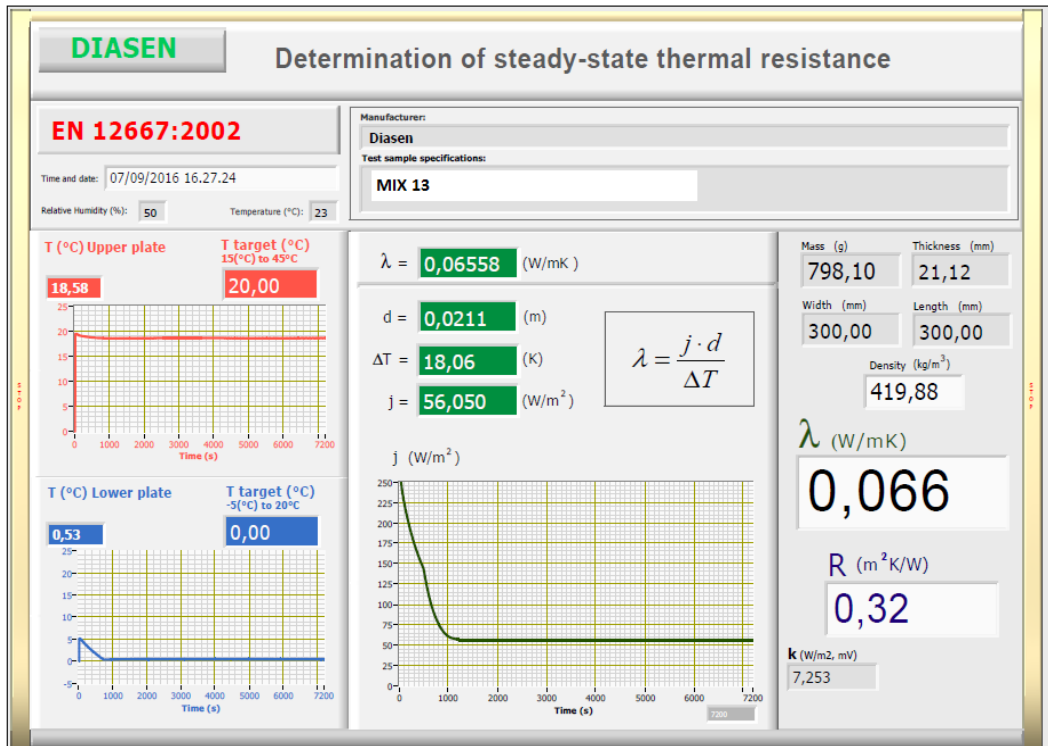 DIASEN
Determination of steady-state thermal resistance
EN 12667:2002
Manufacturer:
Diasen
Test sample specifications:
MIX 13
Time and date: 07/09/2016 16.27.24
Relative Humidity (%): 50 Temperature (°C): 23
T (°C) Upper plate
T target (°C)
15(°C) to 45°C
18,58
20,00
25
20
15
10
5
0
0 1000 2000 3000 4000 5000 6000 7200
Time (s)
T (°C) Lower plate
T target (°C)
-5(°C) to 20°C
0,53
0,00
25
20
15
10
5
0
-5
0 1000 2000 3000 4000 5000 6000 7200
Time (s)
λ = 0,06558 (W/mK )
d = 0,0211 (m)
ΔT = 18,06 (K)
j = 56,050 (W/m²)
λ = j · d / ΔT
j (W/m²)
250
225
200
175
150
125
100
75
50
25
0
0 1000 2000 3000 4000 5000 6000 7200
Time (s)
7200
Mass (g) Thickness (mm)
798,10 21,12
Width (mm) Length (mm)
300,00 300,00
Density (kg/m³)
419,88
λ (W/mK)
0,066
R (m²K/W)
0,32
k (W/m2, mV)
7,253
STOP
STOP